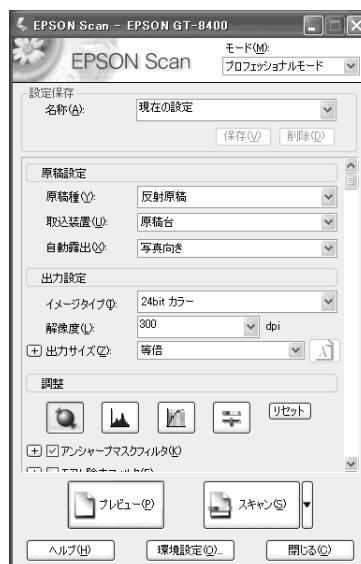 EPSON Scan - EPSON GT-8400
EPSON Scan
モード(M):
プロフェッショナルモード
設定保存
名称(A):
現在の設定
保存(V)
削除(D)
原稿設定
原稿種(Y):
反射原稿
取込装置(U):
原稿台
自動露出(X):
写真向き
出力設定
イメージタイプ(I):
24bit カラー
解像度(L):
300
dpi
出力サイズ(Z):
等倍
調整
リセット
アンシャープマスクフィルタ(K)
プレビュー(P)
スキャン(S)
ヘルプ(H)
環境設定(O)...
閉じる(C)